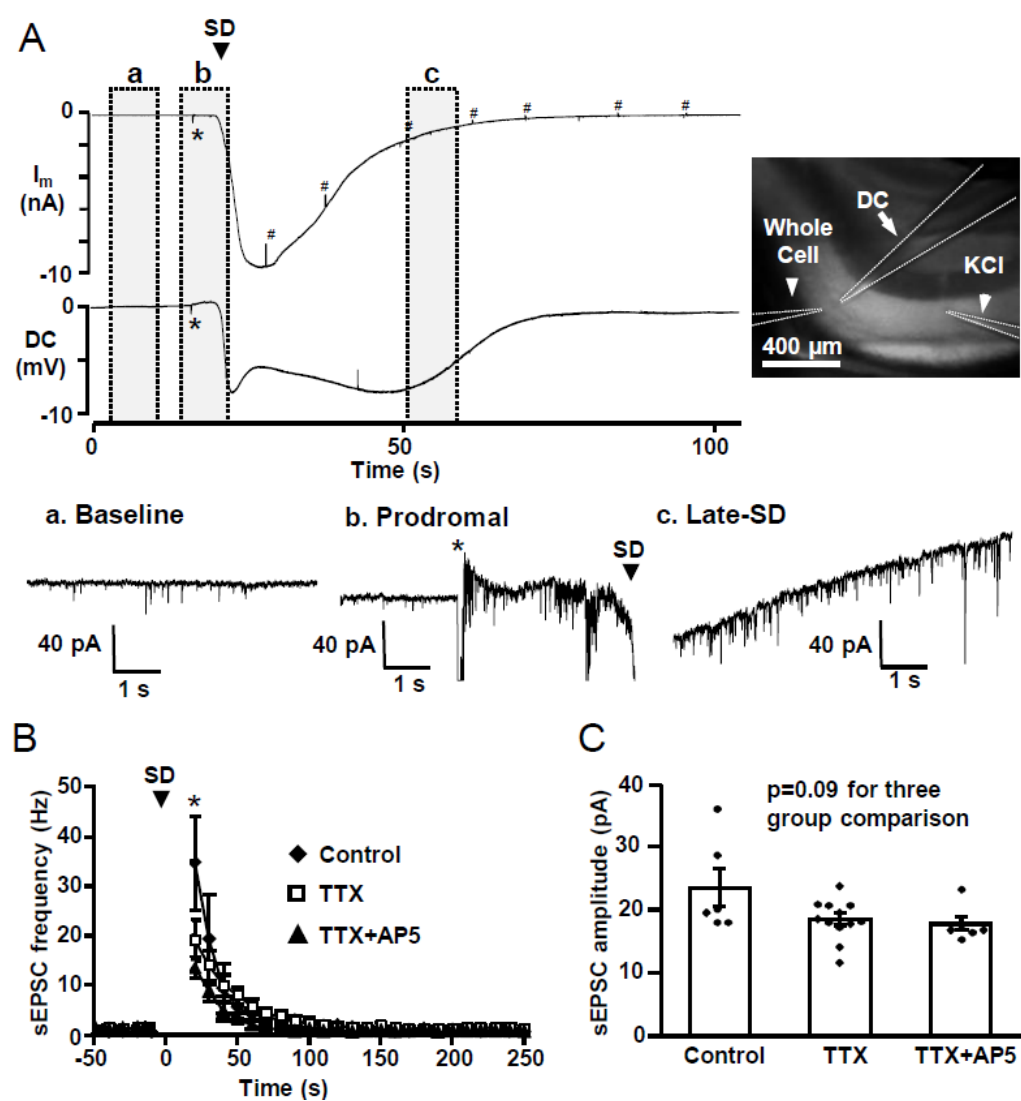 A
SD
a
b
c
0
*
#
#
#
#
#
#
#
I_m
(nA)
-10
0
*
DC
(mV)
-10
0
50
100
Time (s)
DC
Whole
Cell
KCl
400 µm
a. Baseline
b. Prodromal
c. Late-SD
*
SD
40 pA
1 s
40 pA
1 s
40 pA
1 s
B
SD
*
sEPSC frequency (Hz)
50
40
30
20
10
0
Control
TTX
TTX+AP5
-50
0
50
100
150
200
250
Time (s)
C
p=0.09 for three
group comparison
sEPSC amplitude (pA)
40
30
20
10
0
Control
TTX
TTX+AP5